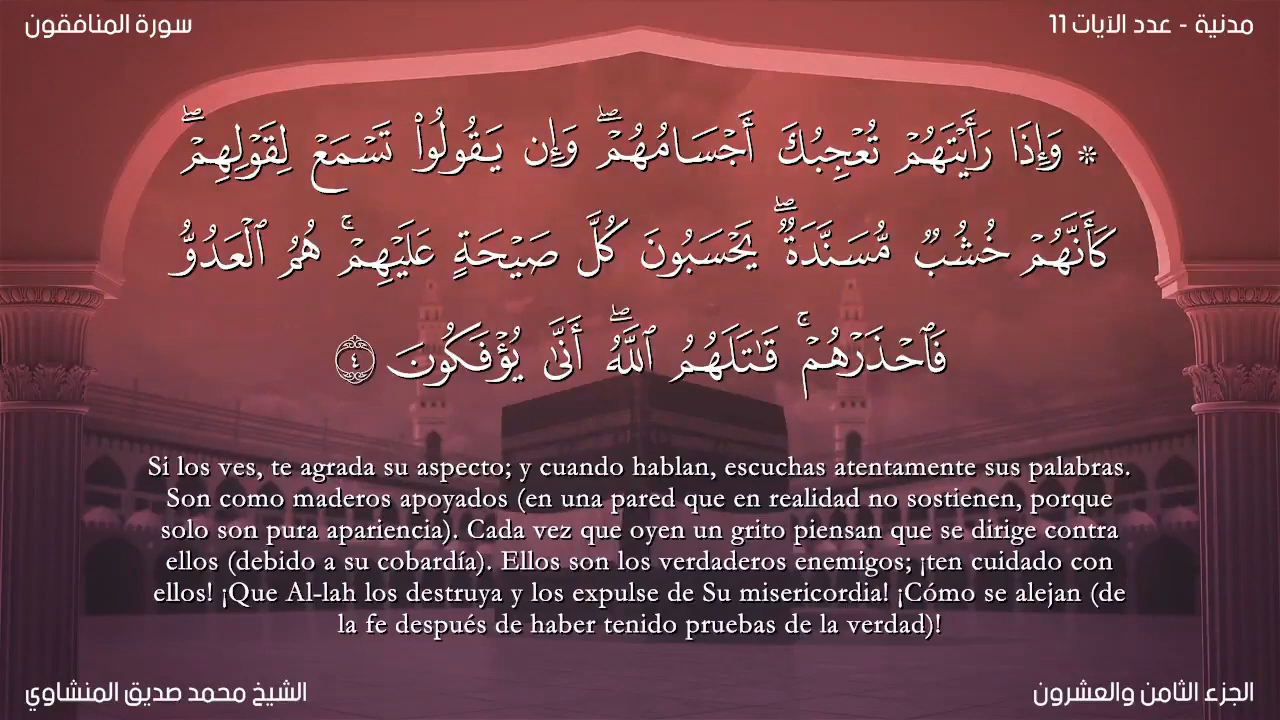 سورة المنافقون
مدنية - عدد الآيات 11
۞ وَإِذَا رَأَيْتَهُمْ تُعْجِبُكَ أَجْسَامُهُمْ ۖ وَإِن يَقُولُوا۟ تَسْمَعْ لِقَوْلِهِمْ ۖ
كَأَنَّهُمْ خُشُبٌ مُّسَنَّدَةٌ ۖ يَحْسَبُونَ كُلَّ صَيْحَةٍ عَلَيْهِمْ ۚ هُمُ ٱلْعَدُوُّ
فَٱحْذَرْهُمْ ۚ قَـٰتَلَهُمُ ٱللَّهُ ۖ أَنَّىٰ يُؤْفَكُونَ ٤
Si los ves, te agrada su aspecto; y cuando hablan, escuchas atentamente sus palabras.
Son como maderos apoyados (en una pared que en realidad no sostienen, porque
solo son pura apariencia). Cada vez que oyen un grito piensan que se dirige contra
ellos (debido a su cobardía). Ellos son los verdaderos enemigos; ¡ten cuidado con
ellos! ¡Que Al-lah los destruya y los expulse de Su misericordia! ¡Cómo se alejan (de
la fe después de haber tenido pruebas de la verdad)!
الشيخ محمد صديق المنشاوي
الجزء الثامن والعشرون